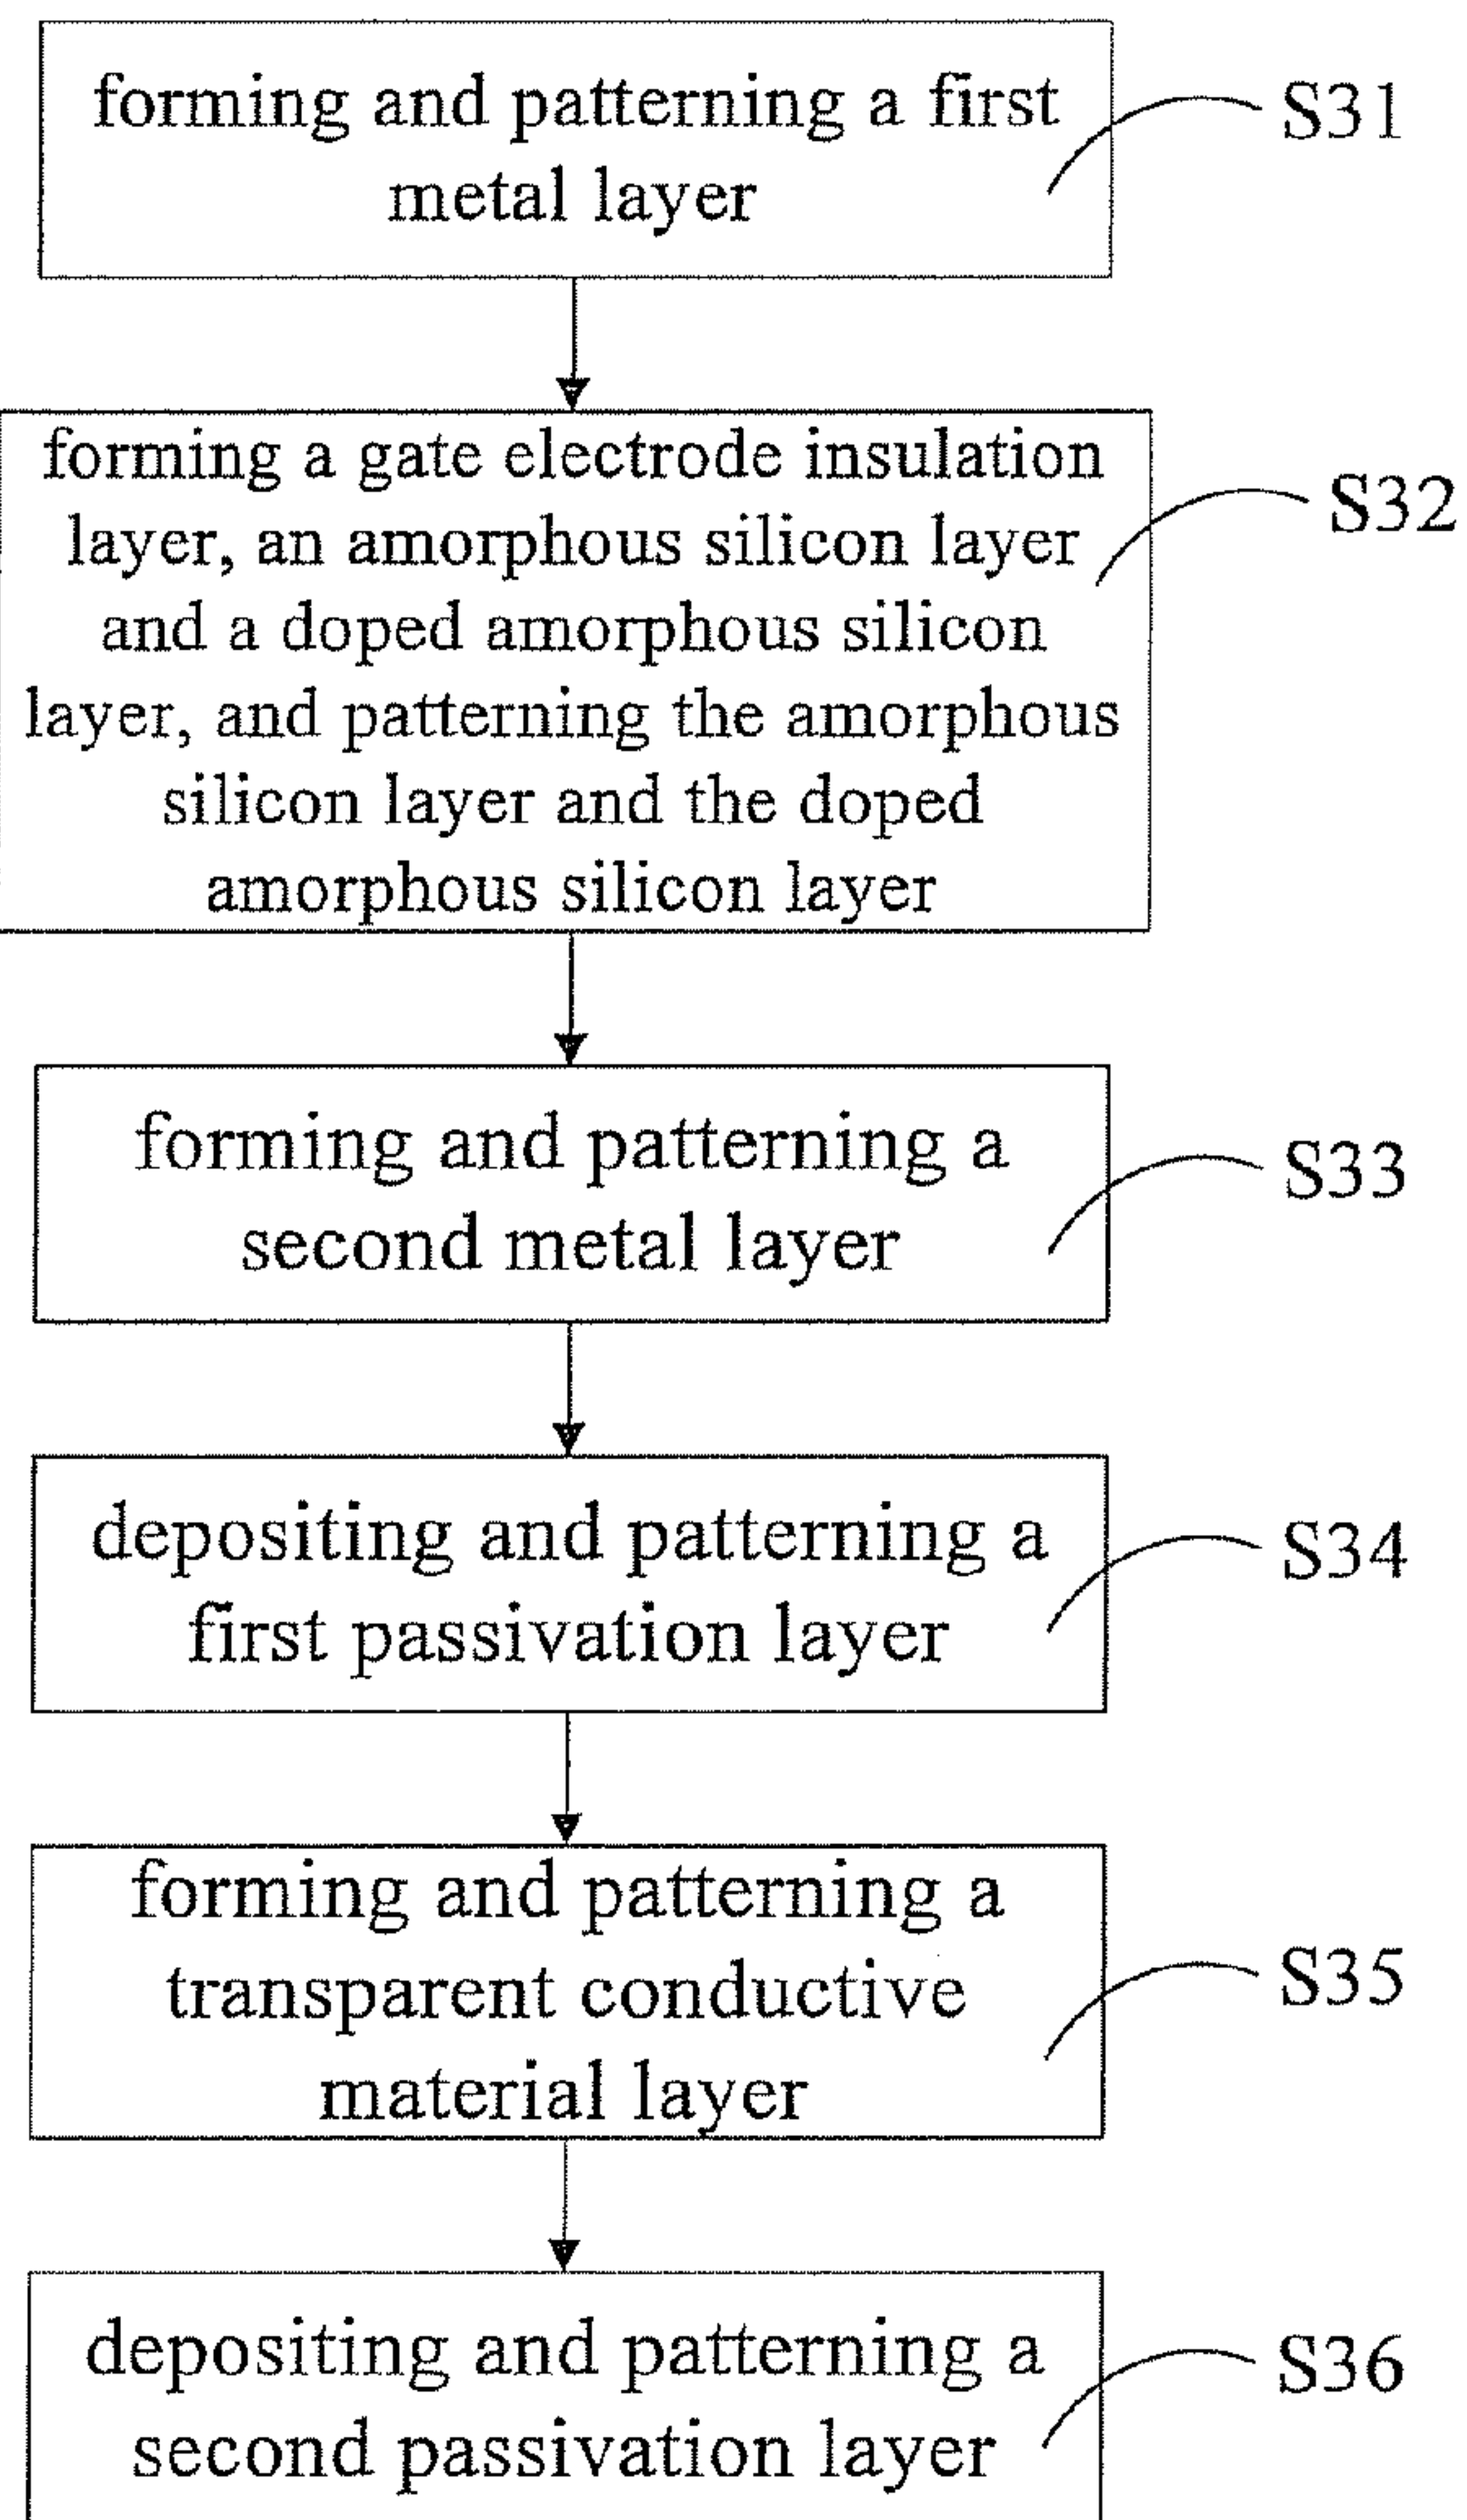 forming and patterning a first
metal layer
S31
forming a gate electrode insulation
layer, an amorphous silicon layer
and a doped amorphous silicon
layer, and patterning the amorphous
silicon layer and the doped
amorphous silicon layer
S32
forming and patterning a
second metal layer
S33
depositing and patterning a
first passivation layer
S34
forming and patterning a
transparent conductive
material layer
S35
depositing and patterning a
second passivation layer
S36